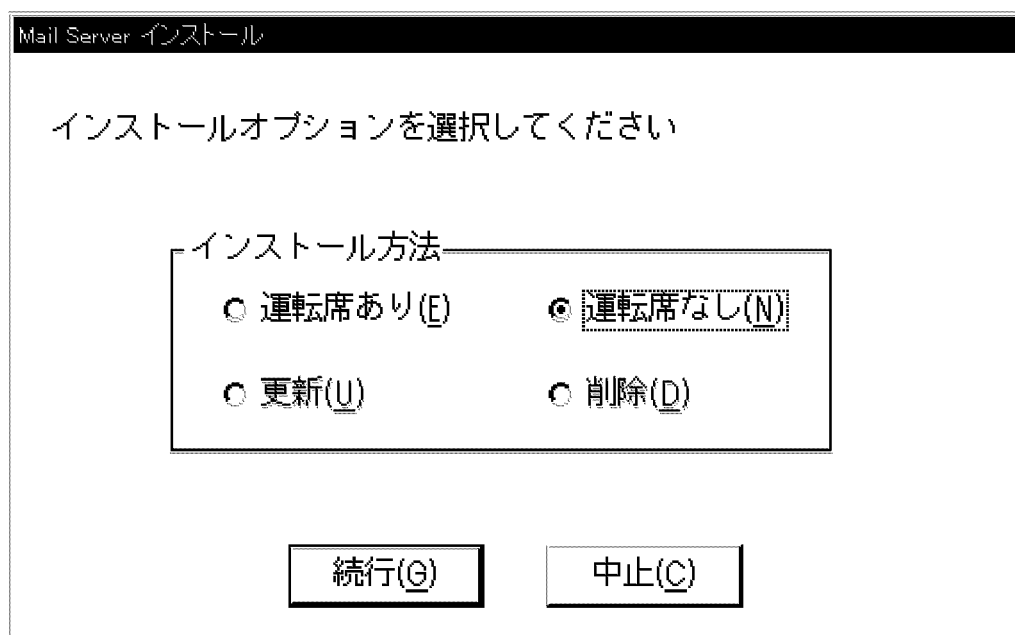 Mail Server インストール
インストールオプションを選択してください
インストール方法
運転席あり(E) 運転席なし(N)
更新(U) 削除(D)
続行(G) 中止(C)